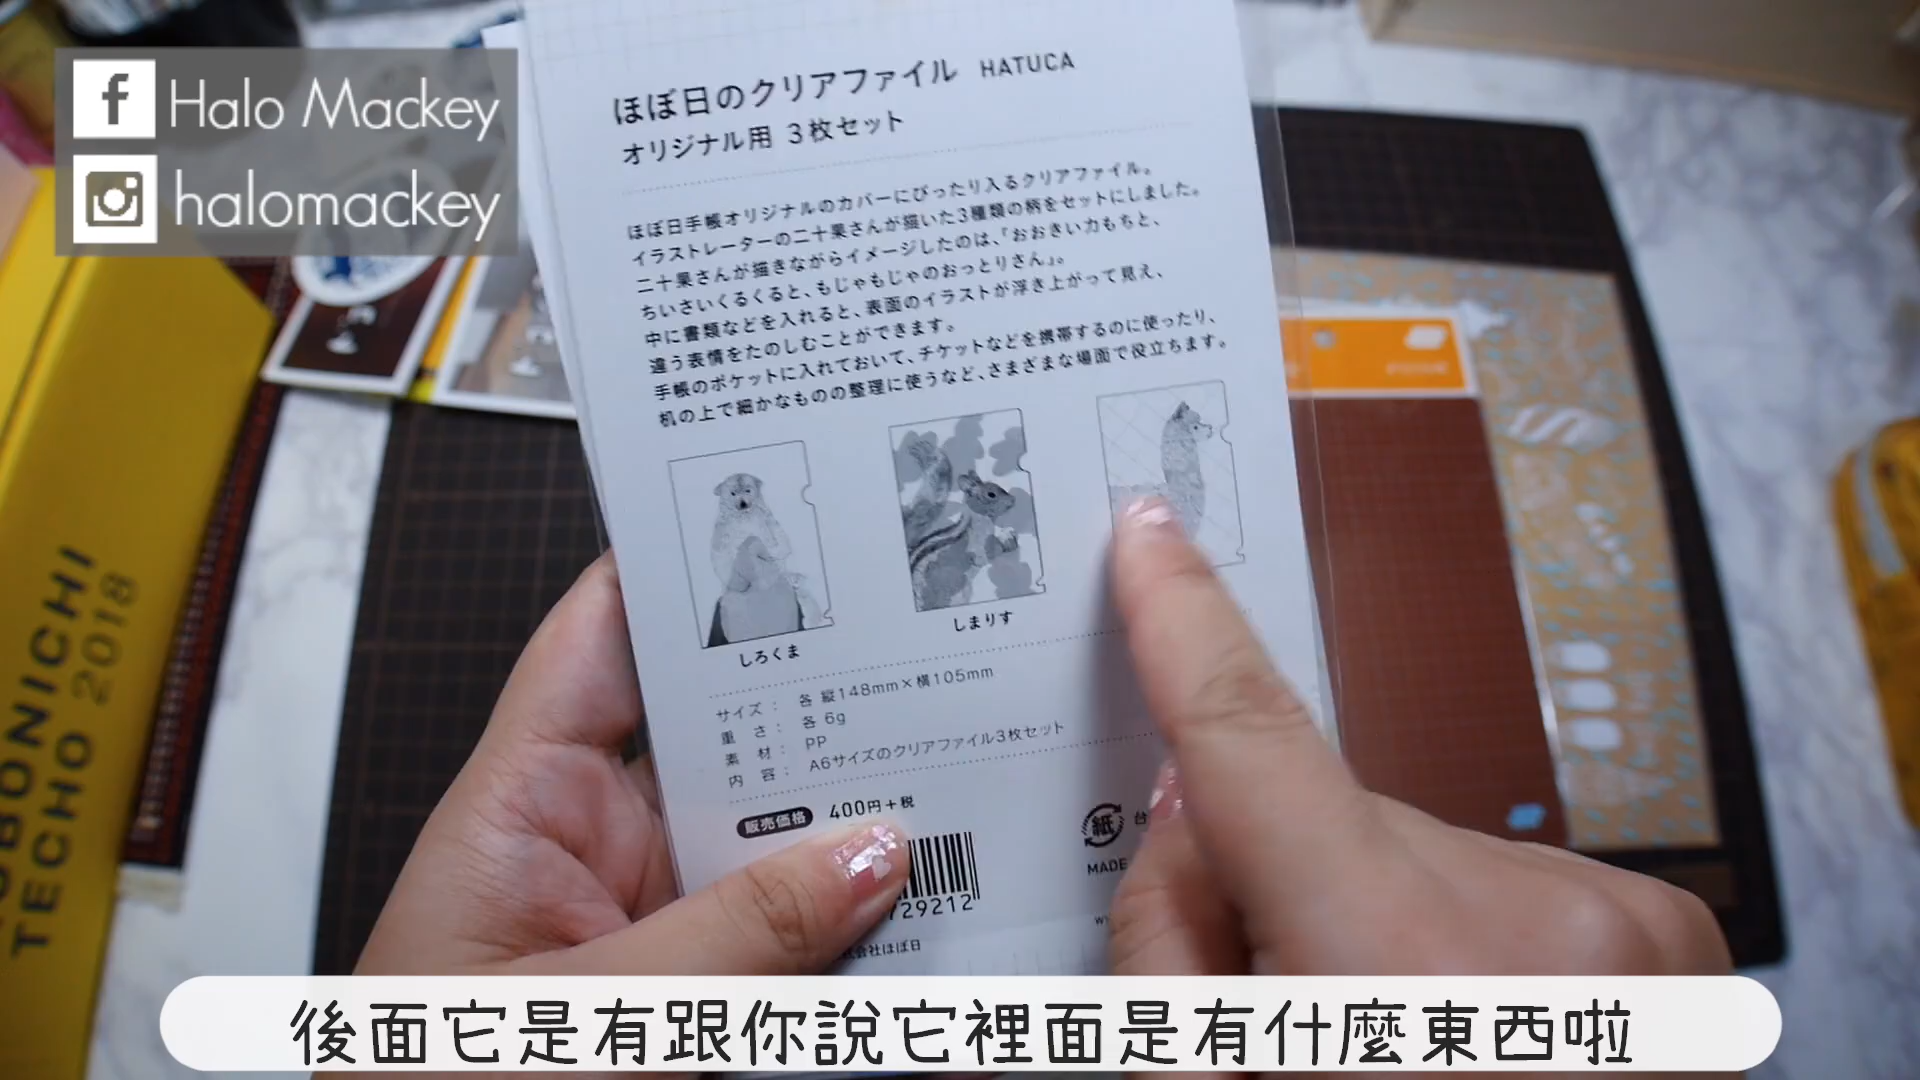 Halo Mackey
halomackey
ほぼ日のクリアファイル HATUCA
オリジナル用 3枚セット
ほぼ日手帳オリジナルのカバーにぴったり入るクリアファイル。
イラストレーターの二十果さんが描いた3種類の柄をセットにしました。
二十果さんが描きながらイメージしたのは、「おおきい力もちと、
ちいさいくるくると、もじゃもじゃのおっとりさん」。
中に書類などを入れると、表面のイラストが浮き上がって見え、
違う表情をたのしむことができます。
手帳のポケットに入れておいて、チケットなどを携帯するのに使ったり、
机の上で細かなものの整理に使うなど、さまざまな場面で役立ちます。
しろくま
しまりす
サイズ： 各 縦148mm×横105mm
重さ： 各 6g
素材： PP
内容： A6サイズのクリアファイル3枚セット
販売価格 400円+税
紙 台
MADE
729212
会社ほぼ日
HOBONICHI
TECHO 2018
後面它是有跟你說它裡面是有什麼東西啦